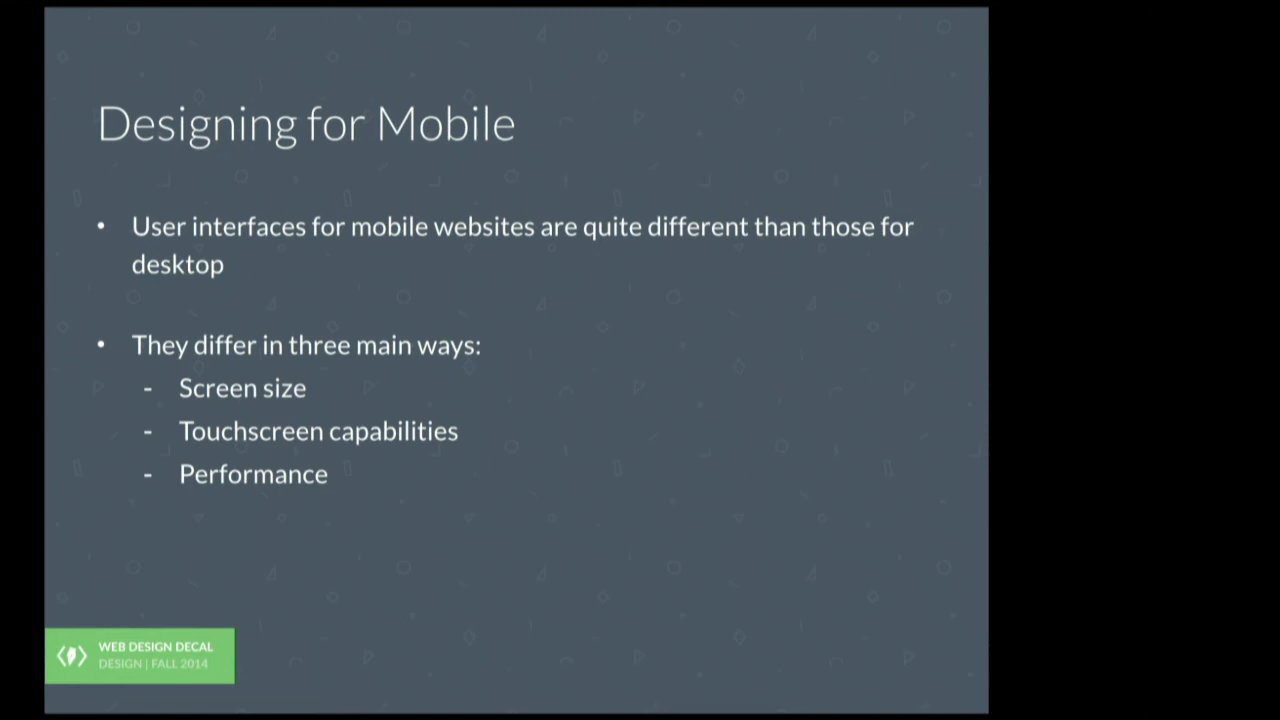 Designing for Mobile
• User interfaces for mobile websites are quite different than those for
desktop
• They differ in three main ways:
- Screen size
- Touchscreen capabilities
- Performance
WEB DESIGN DECAL
DESIGN | FALL 2014